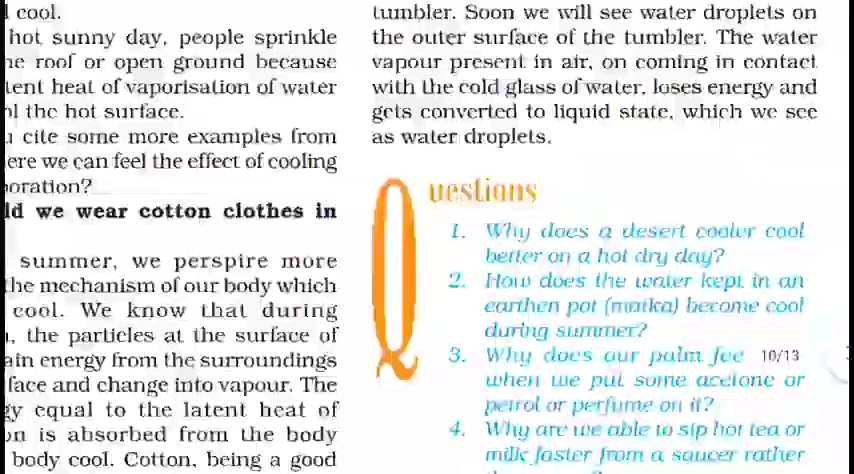 cool.
hot sunny day, people sprinkle
roof or open ground because
heat of vaporisation of water
the hot surface.
cite some more examples from
ere we can feel the effect of cooling
oration?
ld we wear cotton clothes in
summer, we perspire more
the mechanism of our body which
cool. We know that during
, the particles at the surface of
ain energy from the surroundings
face and change into vapour. The
gy equal to the latent heat of
on is absorbed from the body
body cool. Cotton, being a good
tumbler. Soon we will see water droplets on
the outer surface of the tumbler. The water
vapour present in air, on coming in contact
with the cold glass of water, loses energy and
gets converted to liquid state, which we see
as water droplets.
Questions
1. Why does a desert cooler cool
better on a hot dry day?
2. How does the water kept in an
earthen pot (matka) become cool
during summer?
3. Why does our palm fee 10/13
when we put some acetone or
petrol or perfume on it?
4. Why are we able to sip hot tea or
milk faster from a saucer rather